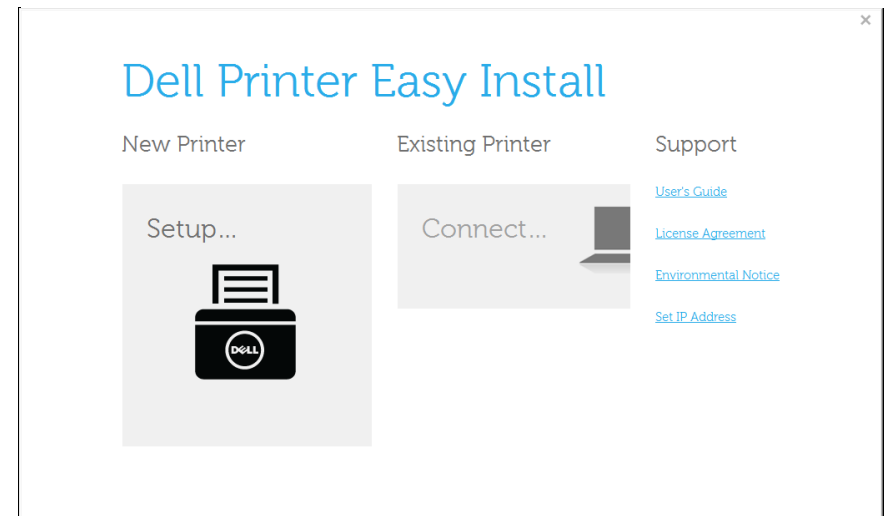 ×
Dell Printer Easy Install
New Printer
Setup...
DELL
Existing Printer
Connect...
Support
User's Guide
License Agreement
Environmental Notice
Set IP Address